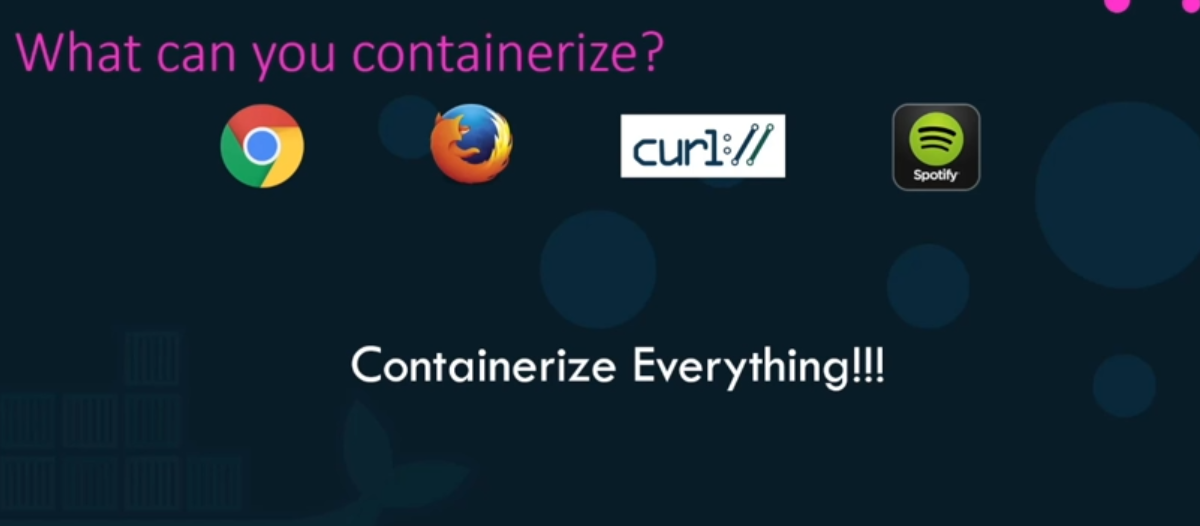 What can you containerize?
curl://
Spotify
Containerize Everything!!!